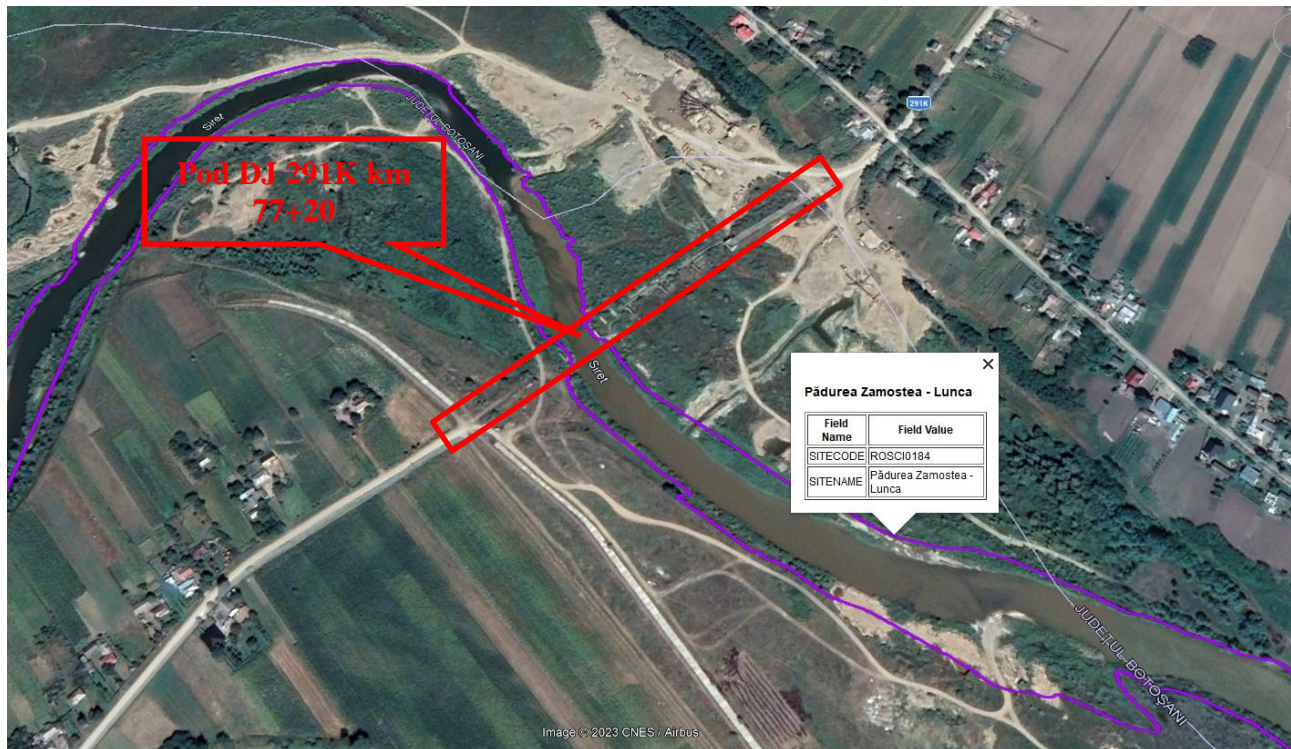 Siret
JUDEȚUL BOTOȘANI
291K
Pod DJ 291K km
77+20
Siret
Pădurea Zamostea - Lunca
Field Name Field Value
SITECODE ROSCI0184
SITENAME Pădurea Zamostea - Lunca
JUDEȚUL BOTOȘANI
Image © 2023 CNES / Airbus